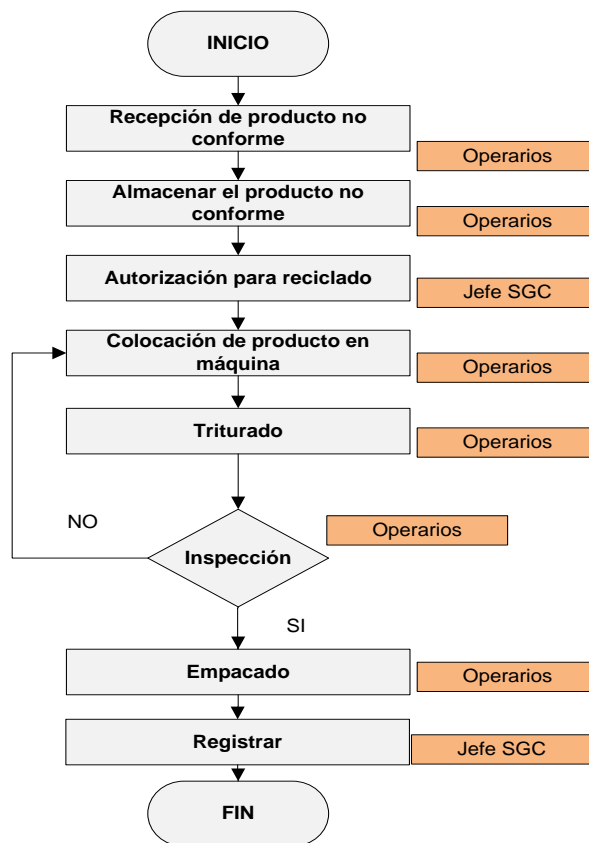 INICIO
Recepción de producto no
conforme
Operarios
Almacenar el producto no
conforme
Operarios
Autorización para reciclado
Jefe SGC
Colocación de producto en
máquina
Operarios
Triturado
Operarios
NO
Inspección
Operarios
SI
Empacado
Operarios
Registrar
Jefe SGC
FIN